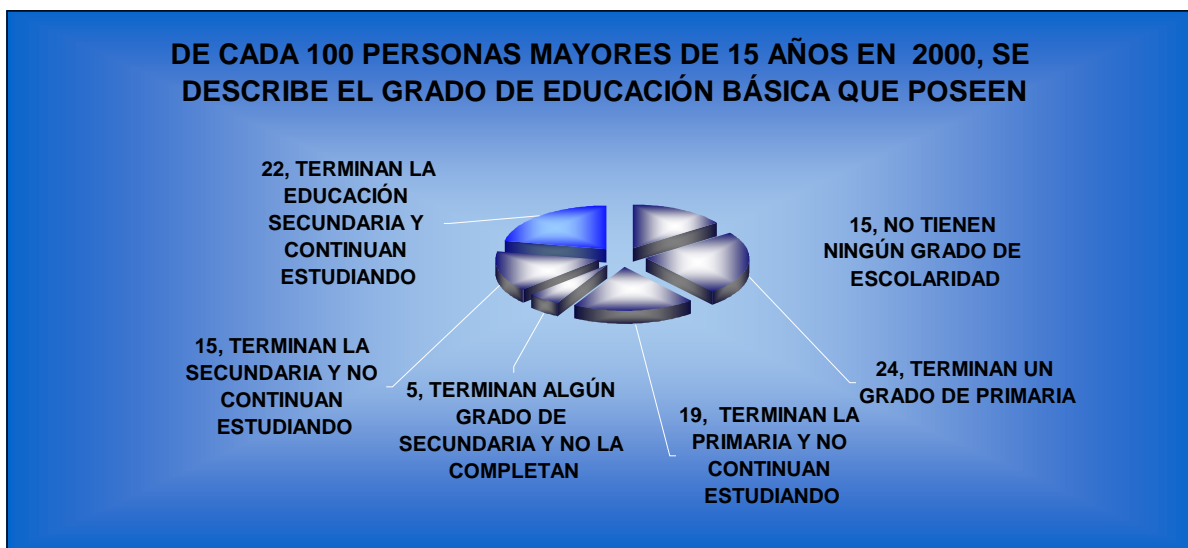 DE CADA 100 PERSONAS MAYORES DE 15 AÑOS EN 2000, SE
DESCRIBE EL GRADO DE EDUCACIÓN BÁSICA QUE POSEEN
22, TERMINAN LA
EDUCACIÓN
SECUNDARIA Y
CONTINUAN
ESTUDIANDO
15, NO TIENEN
NINGÚN GRADO DE
ESCOLARIDAD
15, TERMINAN LA
SECUNDARIA Y NO
CONTINUAN
ESTUDIANDO
5, TERMINAN ALGÚN
GRADO DE
SECUNDARIA Y NO LA
COMPLETAN
19, TERMINAN LA
PRIMARIA Y NO
CONTINUAN
ESTUDIANDO
24, TERMINAN UN
GRADO DE PRIMARIA